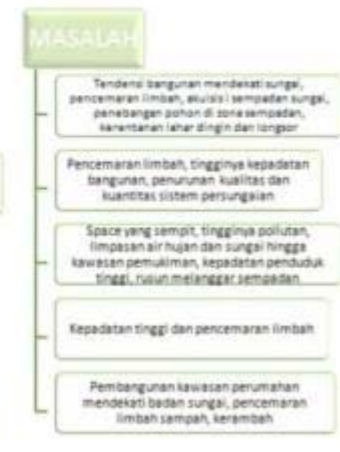 MASALAH
Tendensi bangunan mendekati sungai,
pencemaran limbah, akuisisi sempadan sungai,
penebangan pohon di zona sempadan,
kerentanan lahar dingin dan longsor
Pencemaran limbah, tingginya kepadatan
bangunan, penurunan kualitas dan
kuantitas sistem persungaian
Space yang sempit, tingginya pollutan,
limpasan air hujan dan sungai hingga
kawasan pemukiman, kepadatan penduduk
tinggi, rusun melanggar sempadan
Kepadatan tinggi dan pencemaran limbah
Pembangunan kawasan perumahan
mendekati badan sungai, pencemaran
limbah sampah, kerambah